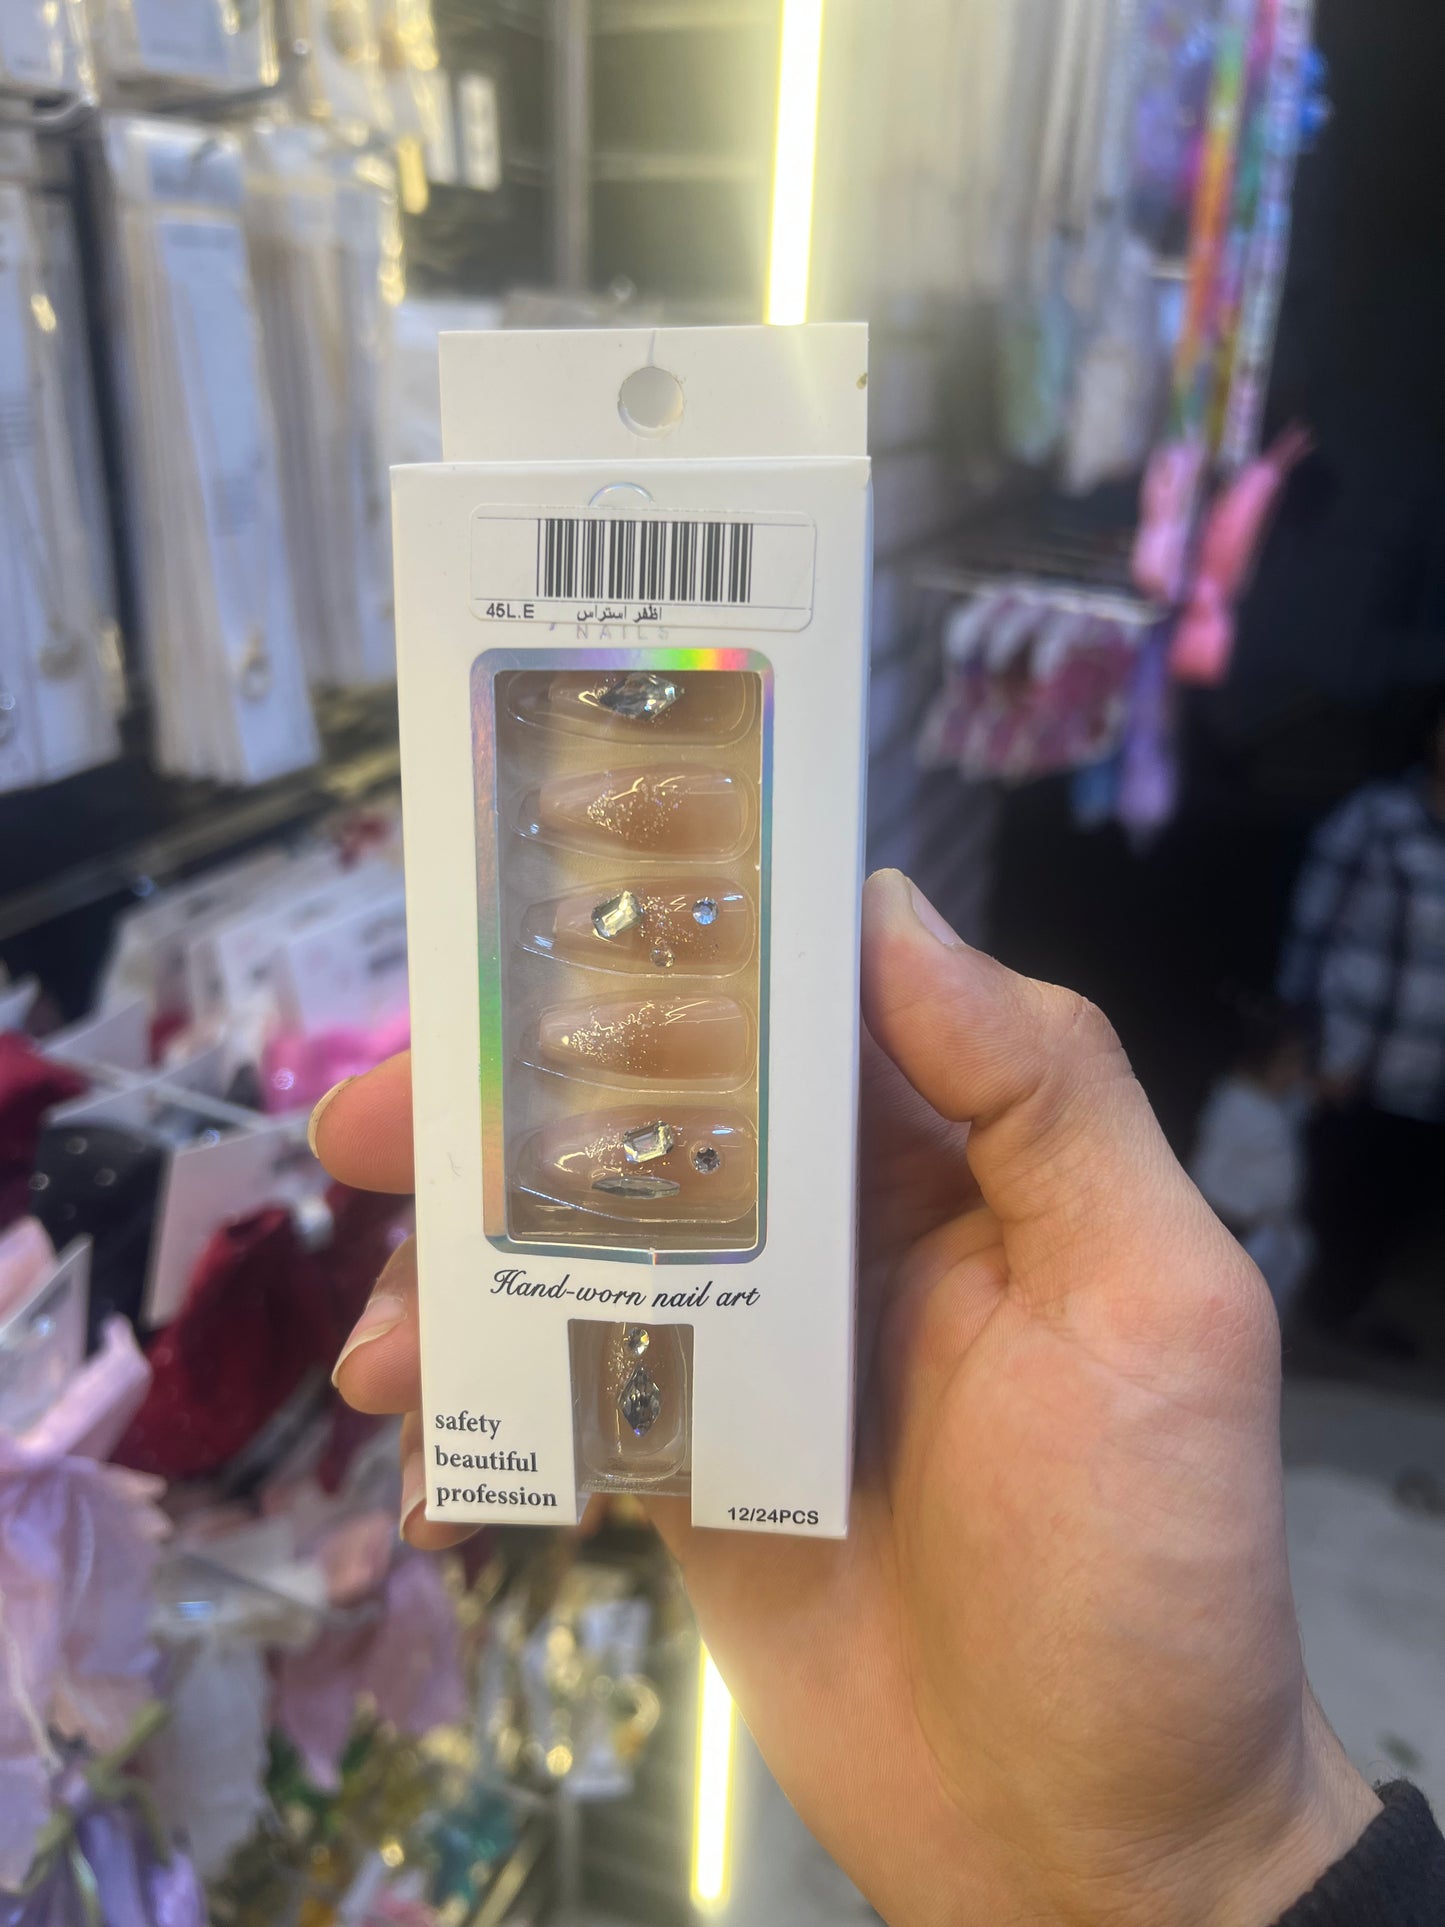 45L.E اظفر استراس
NAILS
Hand-worn nail art
safety
beautiful
profession
12/24PCS